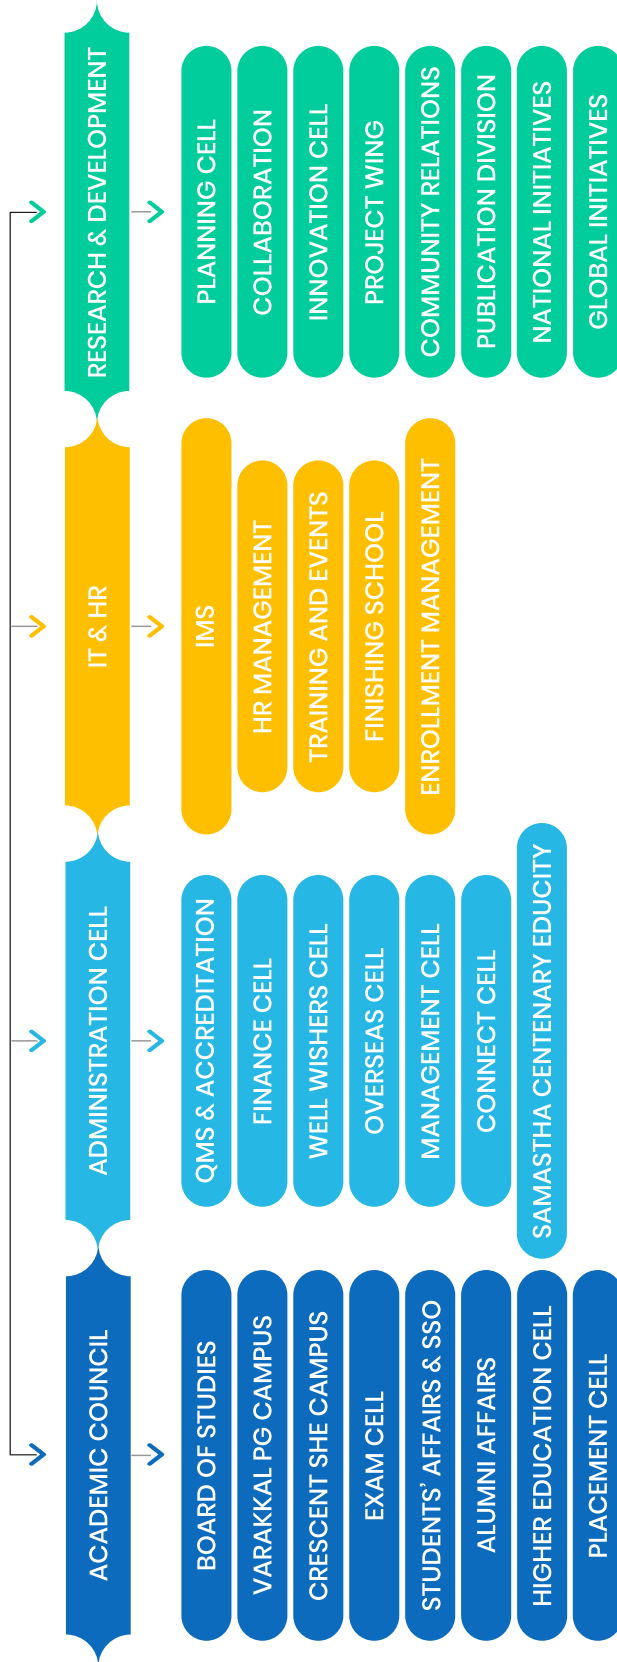 ACADEMIC COUNCIL
BOARD OF STUDIES
VARAKKAL PG CAMPUS
CRESCENT SHE CAMPUS
EXAM CELL
STUDENTS’ AFFAIRS & SSO
ALUMNI AFFAIRS
HIGHER EDUCATION CELL
PLACEMENT CELL
ADMINISTRATION CELL
QMS & ACCREDITATION
FINANCE CELL
WELL WISHERS CELL
OVERSEAS CELL
MANAGEMENT CELL
CONNECT CELL
SAMASTHA CENTENARY EDUCITY
IT & HR
IMS
HR MANAGEMENT
TRAINING AND EVENTS
FINISHING SCHOOL
ENROLLMENT MANAGEMENT
RESEARCH & DEVELOPMENT
PLANNING CELL
COLLABORATION
INNOVATION CELL
PROJECT WING
COMMUNITY RELATIONS
PUBLICATION DIVISION
NATIONAL INITIATIVES
GLOBAL INITIATIVES